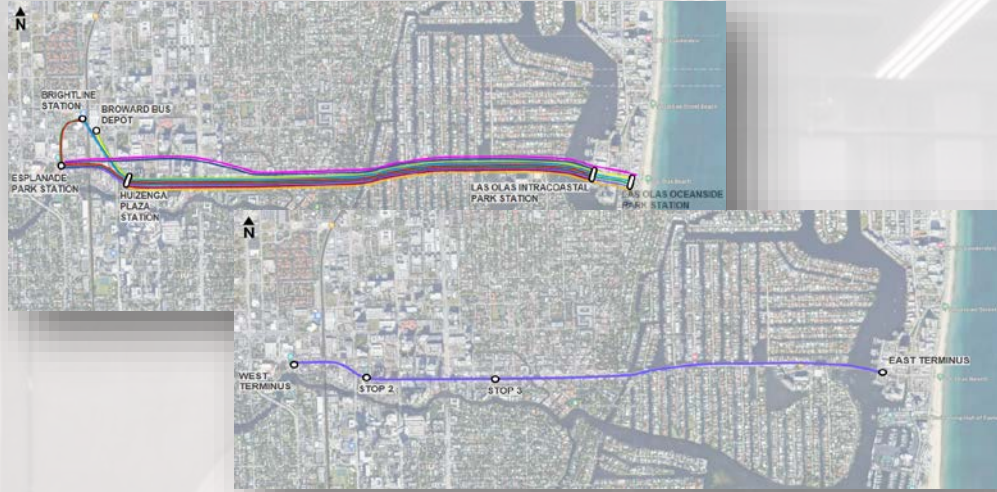 N
BRIGHTLINE
STATION
BROWARD BUS
DEPOT
ESPLANADE
PARK STATION
HUIZENGA
PLAZA
STATION
LAS OLAS INTRACOASTAL
PARK STATION
LAS OLAS OCEANSIDE
PARK STATION
N
WEST
TERMINUS
STOP 2
STOP 3
EAST TERMINUS